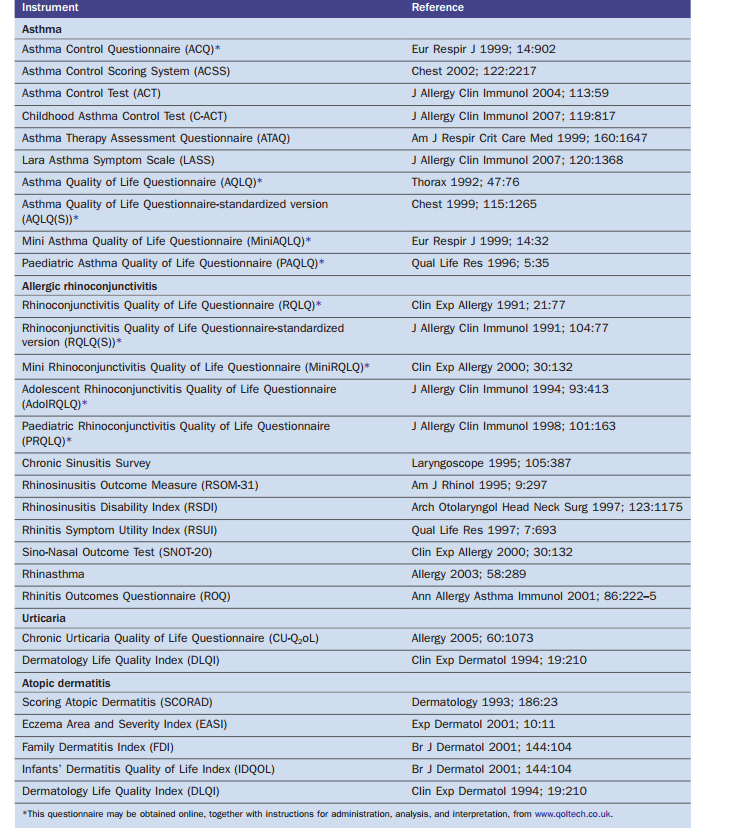 Instrument Reference
Asthma
Asthma Control Questionnaire (ACQ)* Eur Respir J 1999; 14:902
Asthma Control Scoring System (ACSS) Chest 2002; 122:2217
Asthma Control Test (ACT) J Allergy Clin Immunol 2004; 113:59
Childhood Asthma Control Test (C-ACT) J Allergy Clin Immunol 2007; 119:817
Asthma Therapy Assessment Questionnaire (ATAQ) Am J Respir Crit Care Med 1999; 160:1647
Lara Asthma Symptom Scale (LASS) J Allergy Clin Immunol 2007; 120:1368
Asthma Quality of Life Questionnaire (AQLQ)* Thorax 1992; 47:76
Asthma Quality of Life Questionnaire-standardized version Chest 1999; 115:1265
(AQLQ(S))*
Mini Asthma Quality of Life Questionnaire (MiniAQLQ)* Eur Respir J 1999; 14:32
Paediatric Asthma Quality of Life Questionnaire (PAQLQ)* Qual Life Res 1996; 5:35
Allergic rhinoconjunctivitis
Rhinoconjunctivitis Quality of Life Questionnaire (RQLQ)* Clin Exp Allergy 1991; 21:77
Rhinoconjunctivitis Quality of Life Questionnaire-standardized J Allergy Clin Immunol 1991; 104:77
version (RQLQ(S))*
Mini Rhinoconjunctivitis Quality of Life Questionnaire (MiniRQLQ)* Clin Exp Allergy 2000; 30:132
Adolescent Rhinoconjunctivitis Quality of Life Questionnaire J Allergy Clin Immunol 1994; 93:413
(AdolRQLQ)*
Paediatric Rhinoconjunctivitis Quality of Life Questionnaire J Allergy Clin Immunol 1998; 101:163
(PRQLQ)*
Chronic Sinusitis Survey Laryngoscope 1995; 105:387
Rhinosinusitis Outcome Measure (RSOM-31) Am J Rhinol 1995; 9:297
Rhinosinusitis Disability Index (RSDI) Arch Otolaryngol Head Neck Surg 1997; 123:1175
Rhinitis Symptom Utility Index (RSUI) Qual Life Res 1997; 7:693
Sino-Nasal Outcome Test (SNOT-20) Clin Exp Allergy 2000; 30:132
Rhinasthma Allergy 2003; 58:289
Rhinitis Outcomes Questionnaire (ROQ) Ann Allergy Asthma Immunol 2001; 86:222–5
Urticaria
Chronic Urticaria Quality of Life Questionnaire (CU-Q₂oL) Allergy 2005; 60:1073
Dermatology Life Quality Index (DLQI) Clin Exp Dermatol 1994; 19:210
Atopic dermatitis
Scoring Atopic Dermatitis (SCORAD) Dermatology 1993; 186:23
Eczema Area and Severity Index (EASI) Exp Dermatol 2001; 10:11
Family Dermatitis Index (FDI) Br J Dermatol 2001; 144:104
Infants' Dermatitis Quality of Life Index (IDQOL) Br J Dermatol 2001; 144:104
Dermatology Life Quality Index (DLQI) Clin Exp Dermatol 1994; 19:210
*This questionnaire may be obtained online, together with instructions for administration, analysis, and interpretation, from www.qoltech.co.uk.